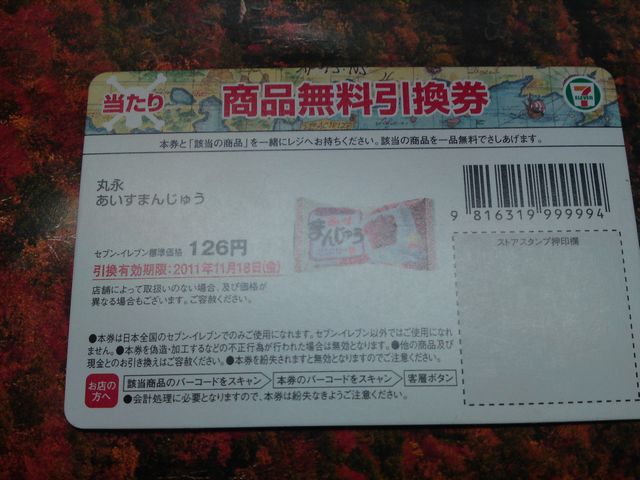 当たり
商品無料引換券
7
ELEVEN
本券と「該当の商品」を一緒にレジへお持ちください。該当の商品を一品無料でさしあげます。
丸永
あいすまんじゅう
まんじゅう
9 816319 999994
ストアスタンプ押印欄
セブン-イレブン標準価格 126円
引換有効期限:2011年11月18日(金)
店舗によって取扱いのない場合、及び価格が
異なる場合もございます。ご容赦ください。
●本券は日本全国のセブン-イレブンでのみご使用になれます。セブン-イレブン以外ではご使用になれ
ません。●本券を偽造・加工するなどの不正行為が行われた場合は無効となります。●他の商品及び
現金とのお引き換えはご容赦ください。●本券を紛失されますと無効となりますのでご注意ください。
お店の
方へ
該当商品のバーコードをスキャン 本券のバーコードをスキャン 客層ボタン
●会計処理に必要となりますので、本券は紛失なきようご注意ください。